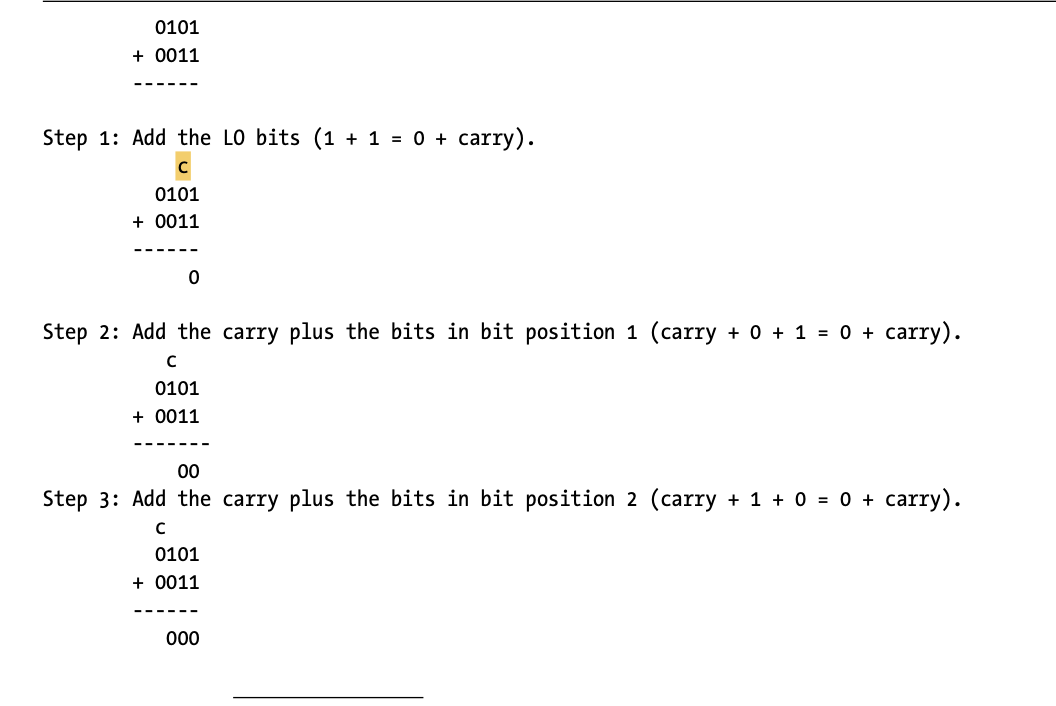 0101
+ 0011
------
Step 1: Add the LO bits (1 + 1 = 0 + carry).
c
0101
+ 0011
------
0
Step 2: Add the carry plus the bits in bit position 1 (carry + 0 + 1 = 0 + carry).
c
0101
+ 0011
-------
00
Step 3: Add the carry plus the bits in bit position 2 (carry + 1 + 0 = 0 + carry).
c
0101
+ 0011
------
000